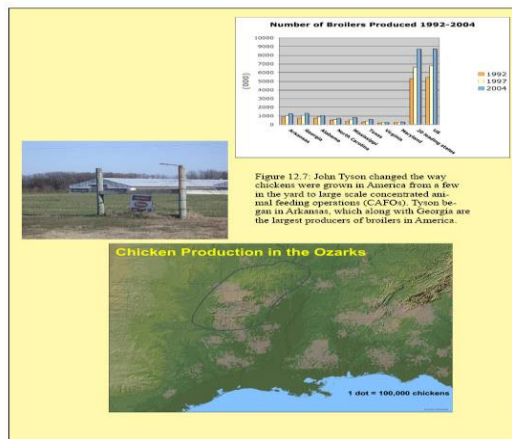 Number of Broilers Produced 1992-2004
10000
9000
8000
7000
6000
5000
4000
3000
2000
1000
0
(000)
Arkansas
Georgia
Alabama
North Carolina
Mississippi
Texas
Virginia
Maryland
20 leading states
US
1992
1997
2004
Figure 12.7: John Tyson changed the way
chickens were grown in America from a few
in the yard to large scale concentrated ani-
mal feeding operations (CAFOs). Tyson be-
gan in Arkansas, which along with Georgia are
the largest producers of broilers in America.
Chicken Production in the Ozarks
1 dot = 100,000 chickens